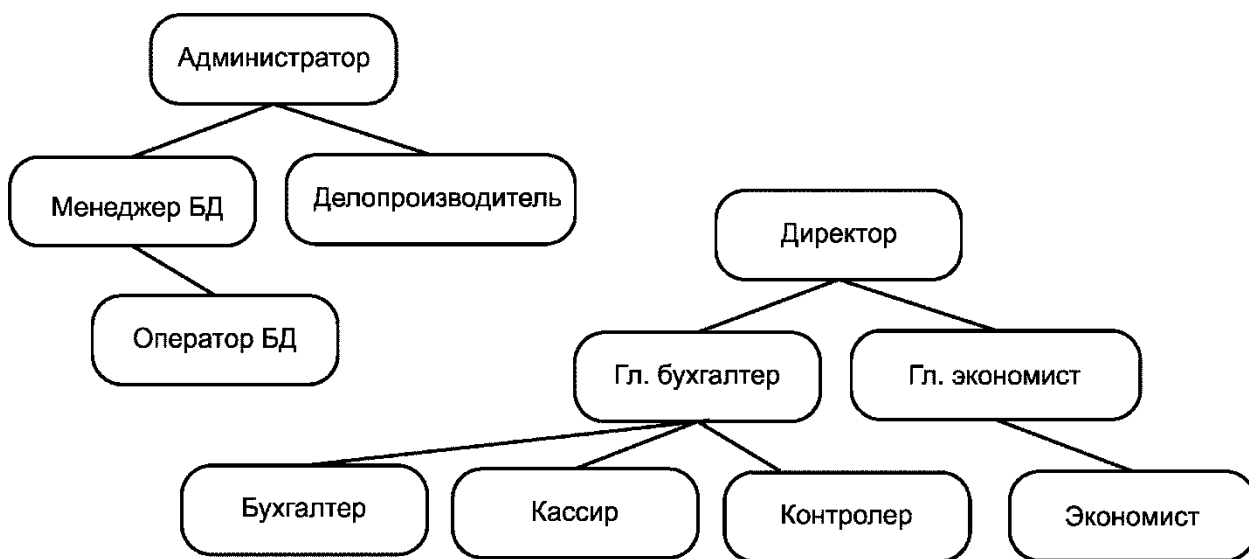 Администратор
Менеджер БД
Делопроизводитель
Оператор БД
Директор
Гл. бухгалтер
Гл. экономист
Бухгалтер
Кассир
Контролер
Экономист